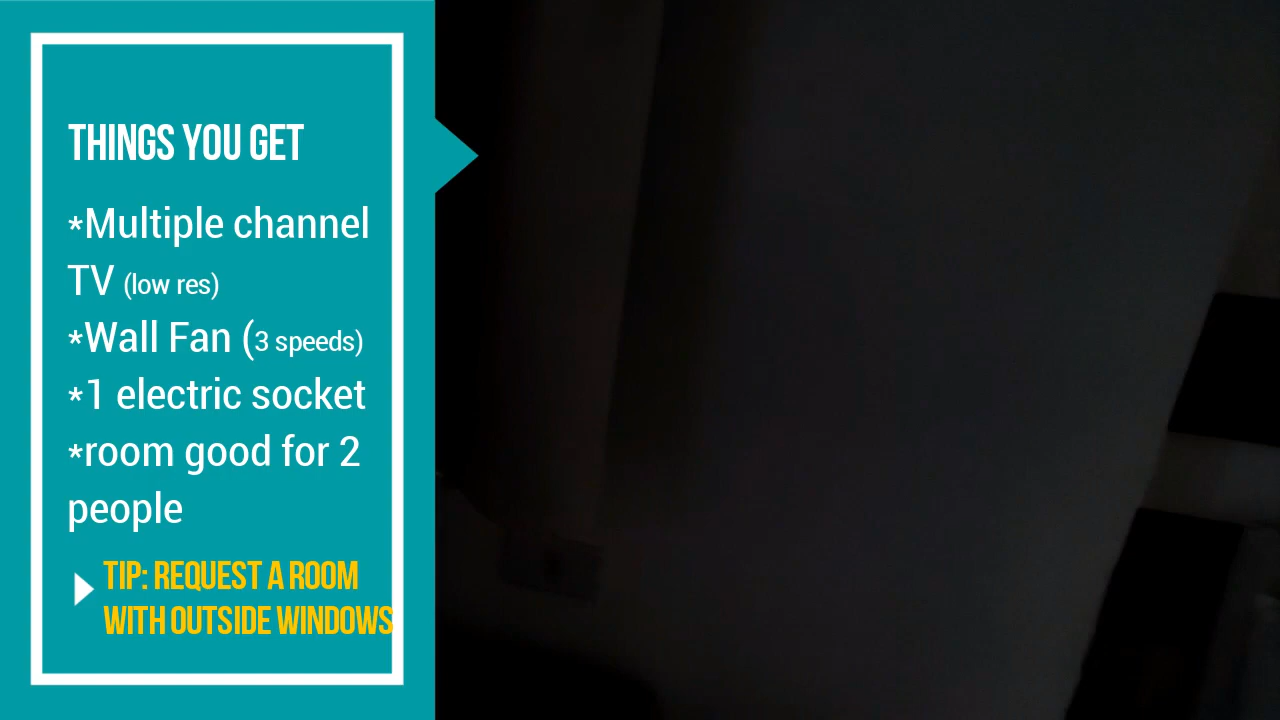 THINGS YOU GET
*Multiple channel
TV (low res)
*Wall Fan (3 speeds)
*1 electric socket
*room good for 2
people
TIP: REQUEST A ROOM
WITH OUTSIDE WINDOWS